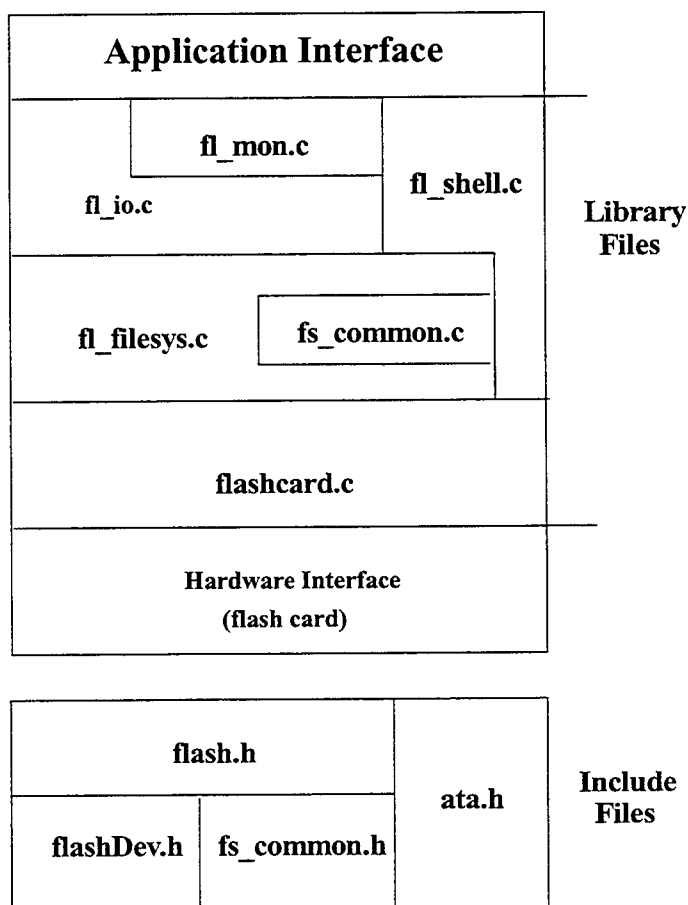 Application Interface
fl_mon.c
fl_shell.c
fl_io.c
Library
Files
fl_filesys.c
fs_common.c
flashcard.c
Hardware Interface
(flash card)
flash.h
ata.h
Include
Files
flashDev.h
fs_common.h